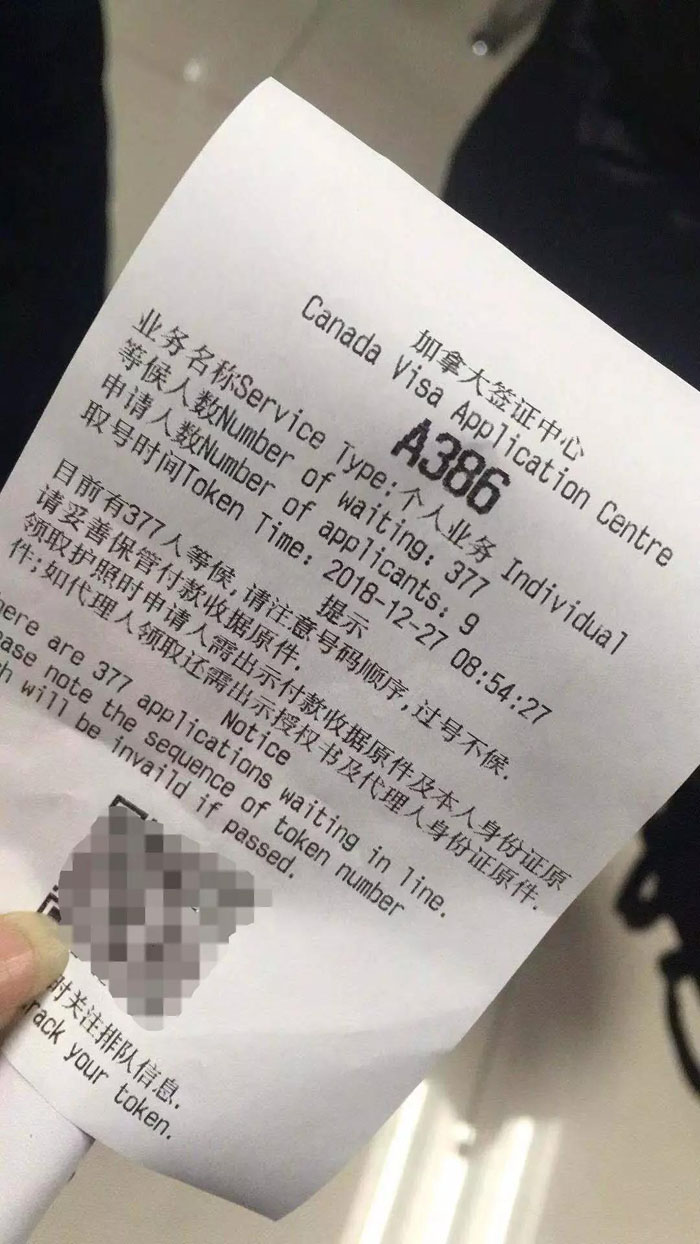 加拿大签证中心
Canada Visa Application Centre
A386
业务名称Service Type:个人业务 Individual
等候人数Number of waiting: 377
申请人数Number of applicants: 9
取号时间Token Time: 2018-12-27 08:54:27
提示
目前有377人等候,请注意号码顺序,过号不候.
请妥善保管付款收据原件.
领取护照时申请人需出示付款收据原件及本人身份证原
件;如代理人领取还需出示授权书及代理人身份证原件.
Notice
here are 377 applications waiting in line.
ease note the sequence of token number
ch will be invaild if passed.
时关注排队信息.
rack your token.